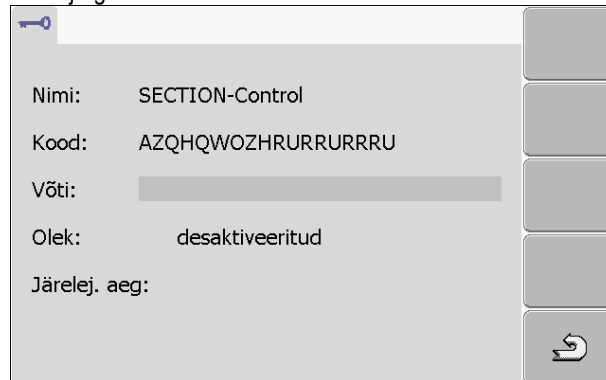 Nimi: SECTION-Control
Kood: AZQHQWOZHRURRURRRU
Võti:
Olek: desaktiveeritud
Järelej. aeg: